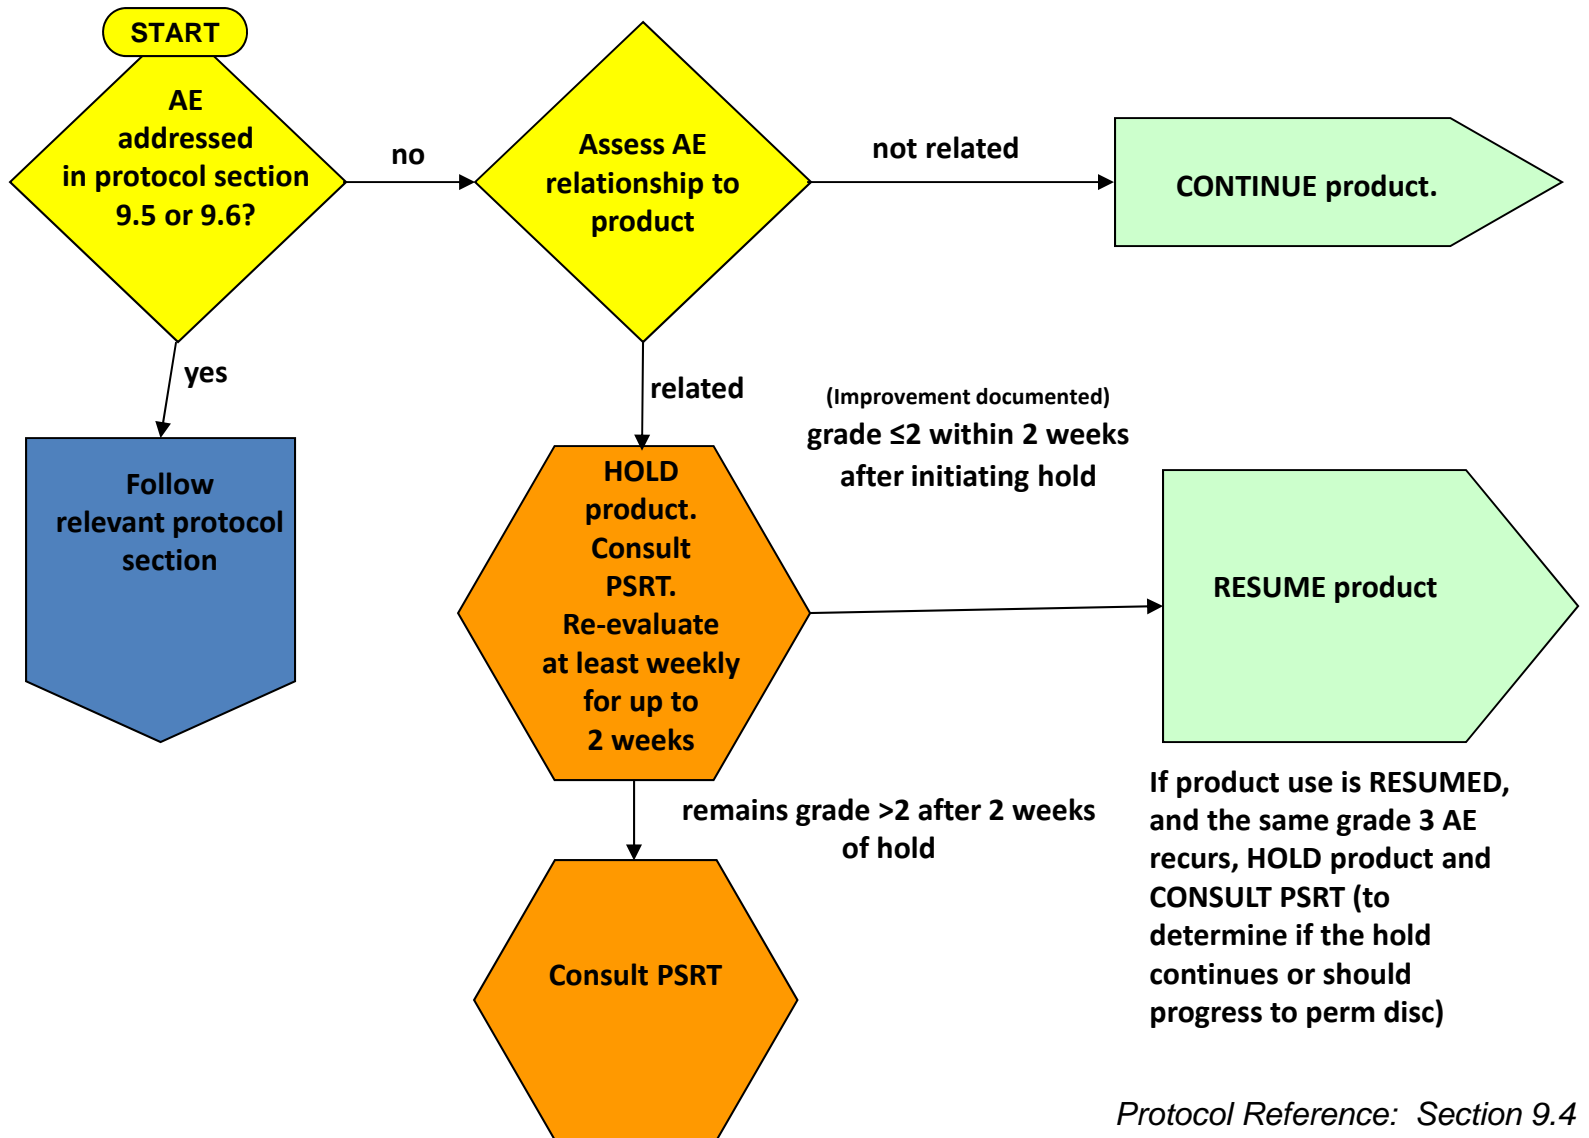 START
AE
addressed
in protocol section
9.5 or 9.6?
no
Assess AE
relationship to
product
not related
CONTINUE product.
yes
related
Follow
relevant protocol
section
(Improvement documented)
grade ≤2 within 2 weeks
after initiating hold
HOLD
product.
Consult
PSRT.
Re-evaluate
at least weekly
for up to
2 weeks
RESUME product
remains grade >2 after 2 weeks
of hold
If product use is RESUMED,
and the same grade 3 AE
recurs, HOLD product and
CONSULT PSRT (to
determine if the hold
continues or should
progress to perm disc)
Consult PSRT
Protocol Reference: Section 9.4